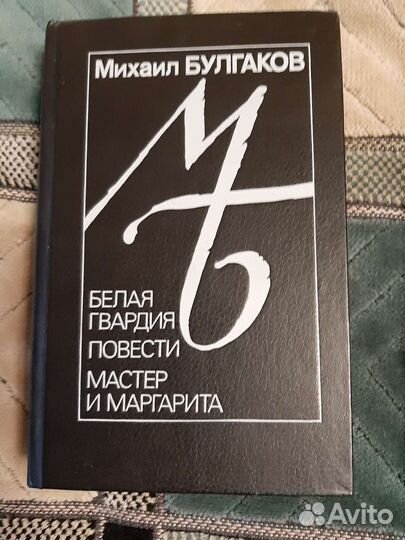 Михаил БУЛГАКОВ
МБ
БЕЛАЯ
ГВАРДИЯ
ПОВЕСТИ
МАСТЕР
И МАРГАРИТА
Avito